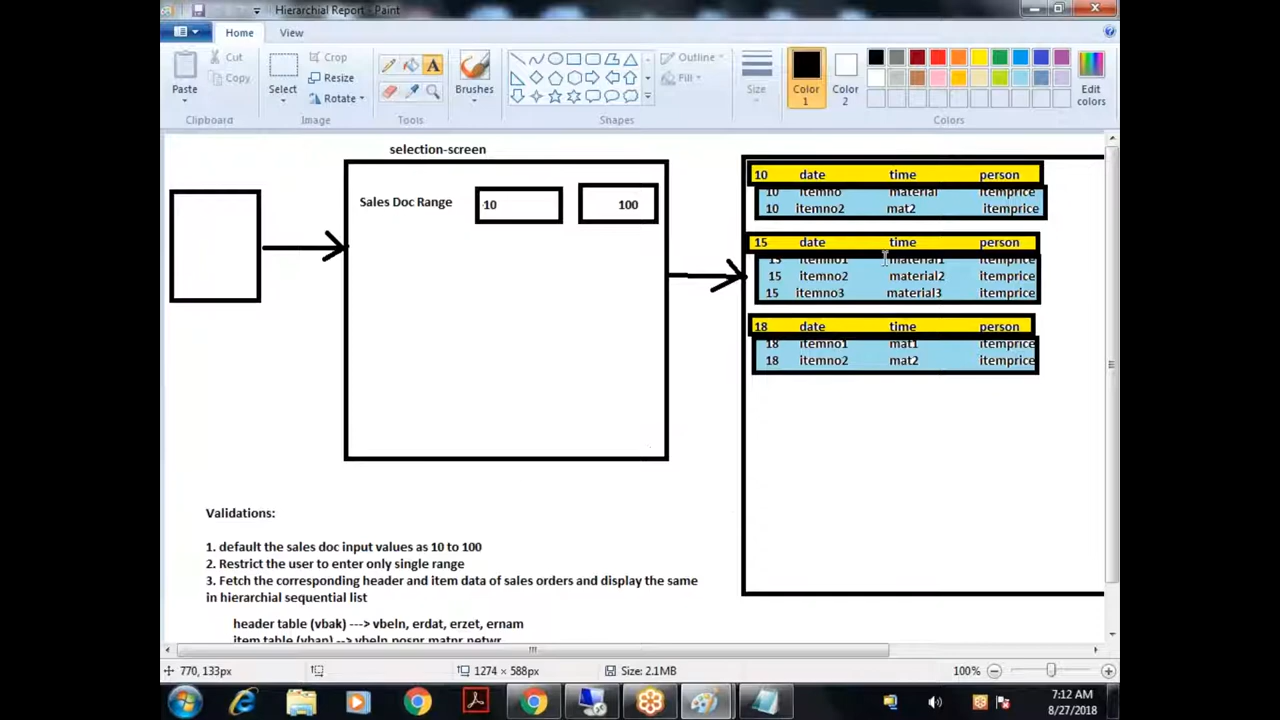 Hierarchial Report - Paint
Home View
Paste
Cut
Copy
Clipboard
Select
Crop
Resize
Rotate
Image
A
Tools
Brushes
Outline
Fill
Shapes
Size
Color 1
Color 2
Edit colors
Colors
selection-screen
Sales Doc Range 10 100
10 date time person
10 itemno material itemprice
10 itemno2 mat2 itemprice
15 date time person
15 itemno1 material1 itemprice
15 itemno2 material2 itemprice
15 itemno3 material3 itemprice
18 date time person
18 itemno1 mat1 itemprice
18 itemno2 mat2 itemprice
Validations:
1. default the sales doc input values as 10 to 100
2. Restrict the user to enter only single range
3. Fetch the corresponding header and item data of sales orders and display the same
in hierarchial sequential list
header table (vbak) ---> vbeln, erdat, erzet, ernam
item table (vbap) --> vbeln posnr matnr netwr
770, 133px 1274 × 588px Size: 2.1MB 100%
7:12 AM
8/27/2018